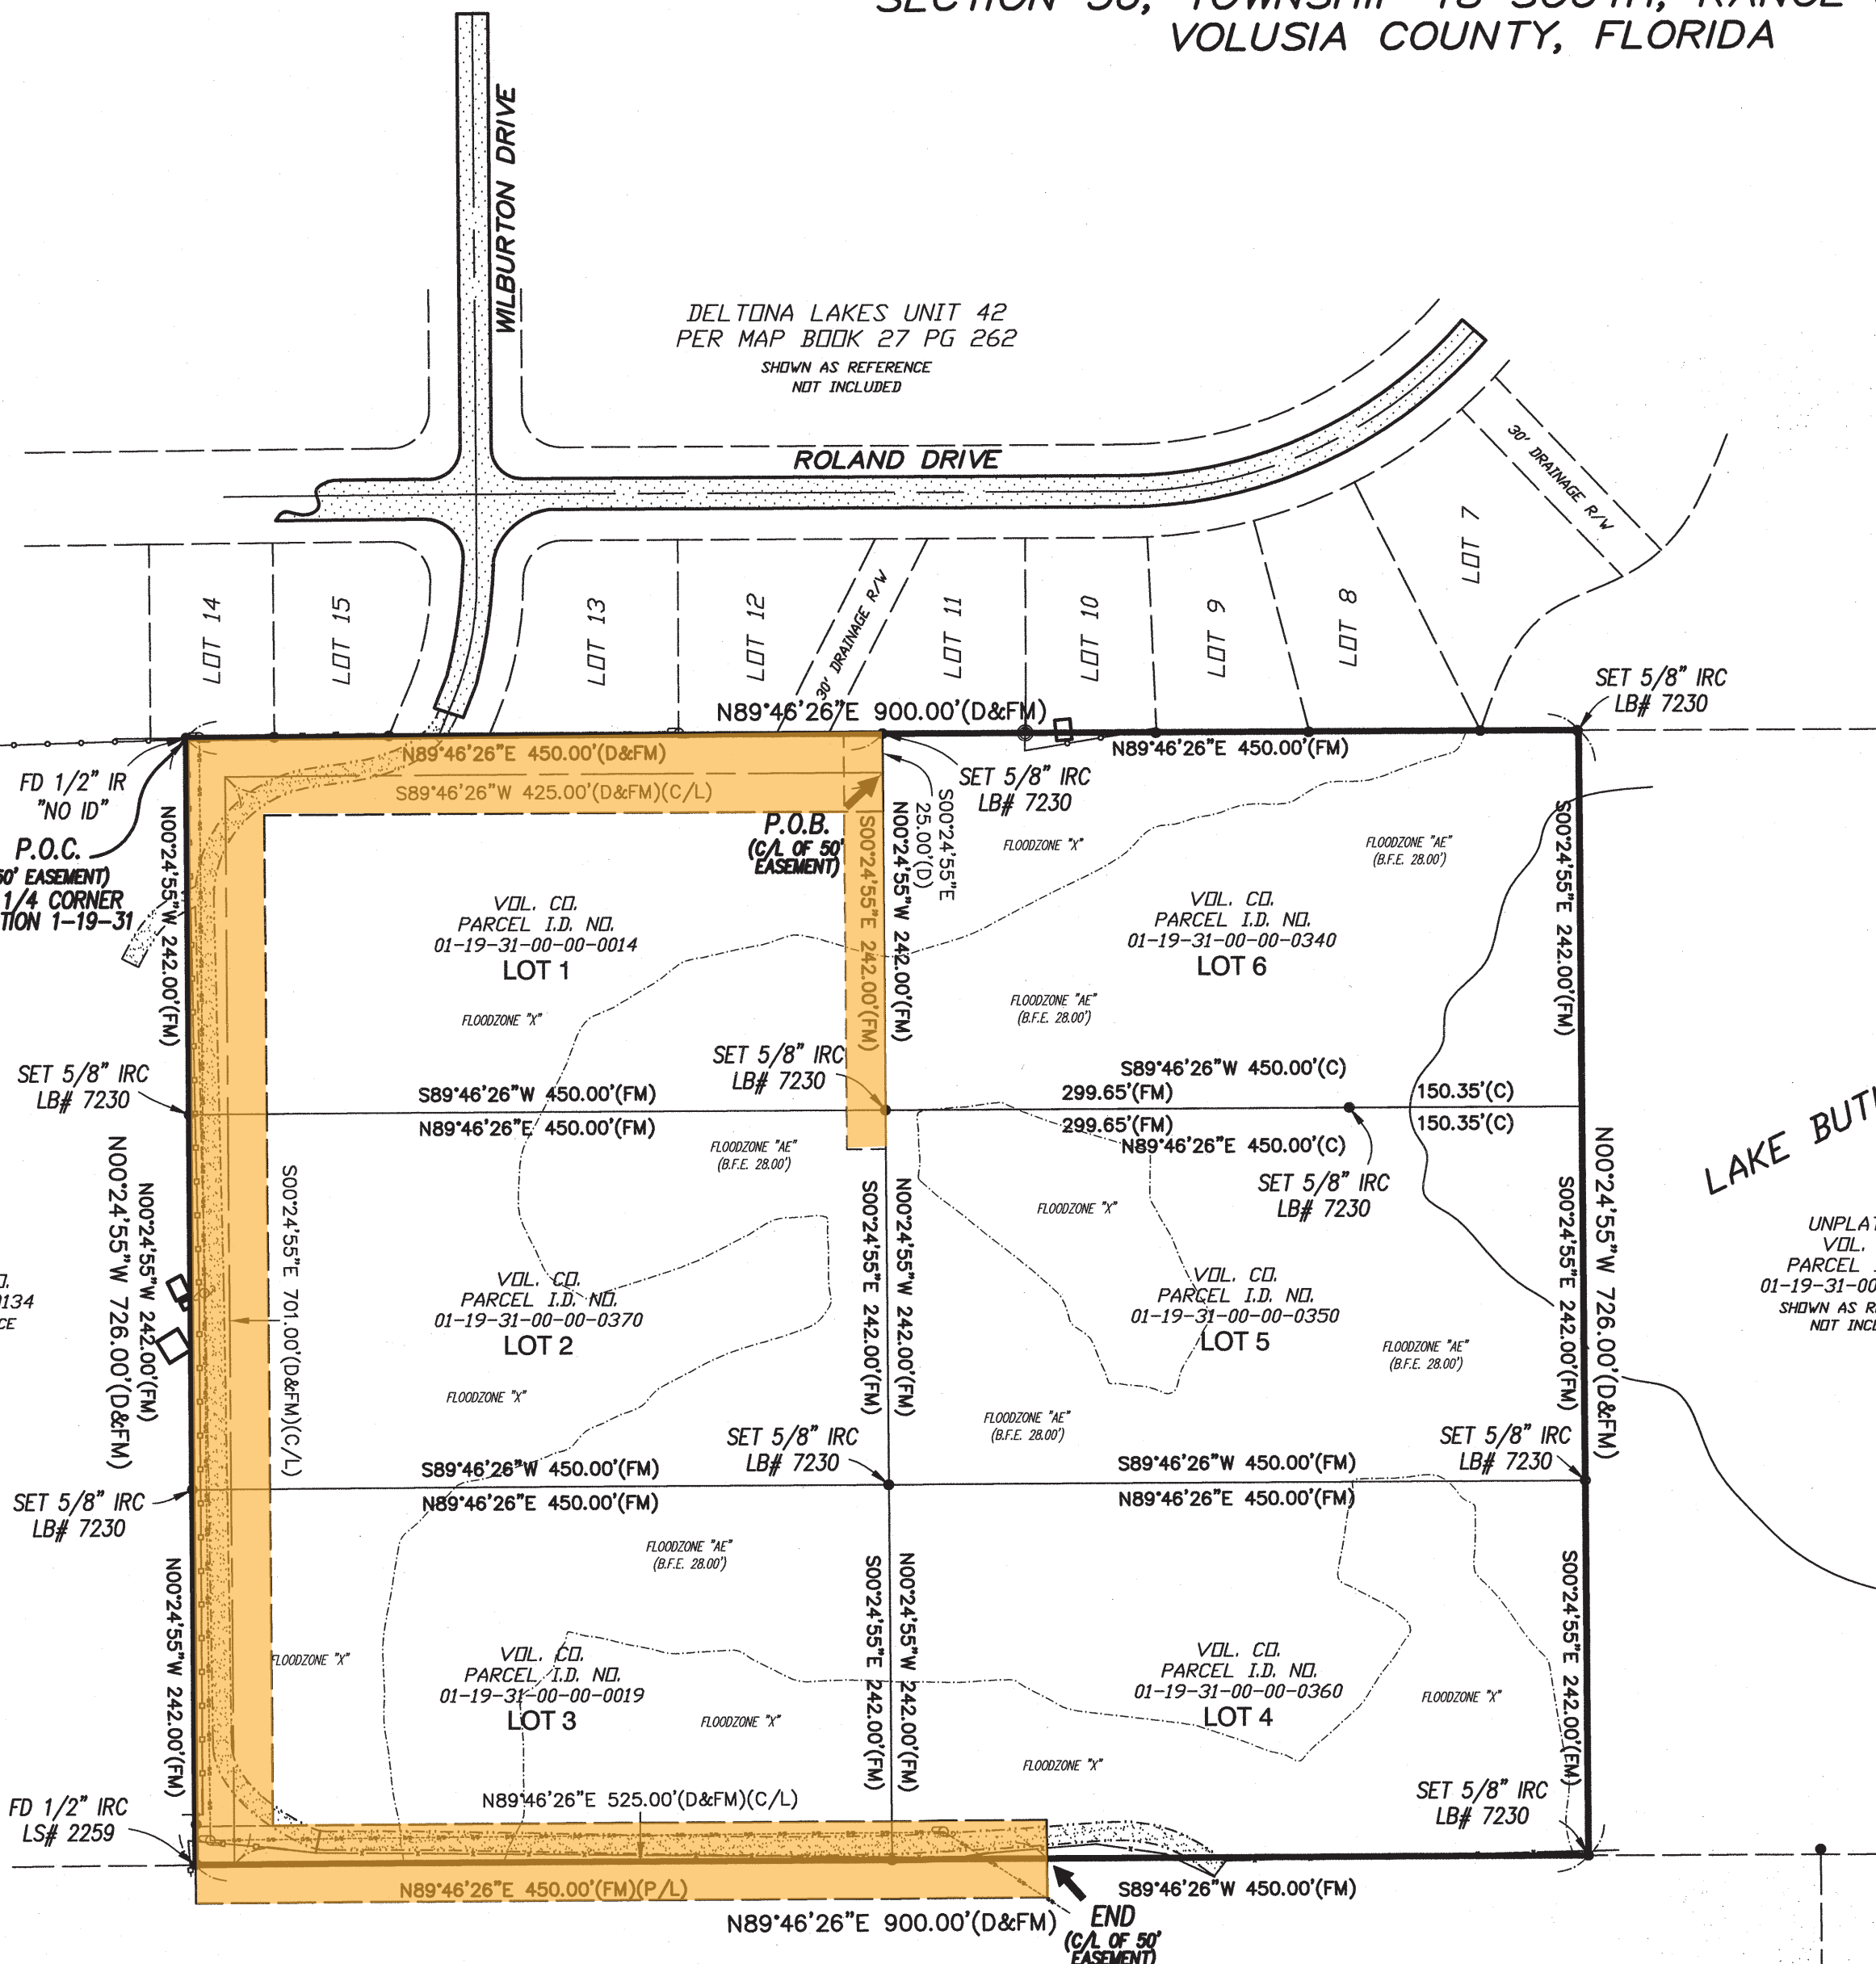 VOLUSIA COUNTY, FLORIDA
WILBURTON DRIVE
DELTONA LAKES UNIT 42
PER MAP BOOK 27 PG 262
SHOWN AS REFERENCE
NOT INCLUDED
ROLAND DRIVE
30' DRAINAGE R/W
LOT 14
LOT 15
LOT 13
LOT 12
30' DRAINAGE R/W
LOT 11
LOT 10
LOT 9
LOT 8
LOT 7
SET 5/8" IRC
LB# 7230
N89°46'26"E 900.00'(D&FM)
N89°46'26"E 450.00'(D&FM)
N89°46'26"E 450.00'(FM)
S89°46'26"W 425.00'(D&FM)(C/L)
SET 5/8" IRC
LB# 7230
FD 1/2" IR
"NO ID"
P.O.C.
50' EASEMENT)
1/4 CORNER
TION 1-19-31
P.O.B.
(C/L OF 50'
EASEMENT)
S00°24'55"E
25.00'(D)
N00°24'55"W 242.00'(FM)
S00°24'55"E 242.00'(FM)
N00°24'55"W 242.00'(FM)
S00°24'55"E 242.00'(FM)
FLOODZONE "X"
FLOODZONE "AE"
(B.F.E. 28.00')
VOL. CO.
PARCEL I.D. NO.
01-19-31-00-00-0014
LOT 1
FLOODZONE "X"
VOL. CO.
PARCEL I.D. NO.
01-19-31-00-00-0340
LOT 6
FLOODZONE "AE"
(B.F.E. 28.00')
SET 5/8" IRC
LB# 7230
SET 5/8" IRC
LB# 7230
S89°46'26"W 450.00'(FM)
N89°46'26"E 450.00'(FM)
S89°46'26"W 450.00'(C)
299.65'(FM)
150.35'(C)
299.65'(FM)
150.35'(C)
N89°46'26"E 450.00'(C)
SET 5/8" IRC
LB# 7230
FLOODZONE "AE"
(B.F.E. 28.00')
FLOODZONE "X"
LAKE
N00°24'55"W 726.00'(D&FM)
N00°24'55"W 242.00'(FM)
S00°24'55"E 701.00'(D&FM)(C/L)
S00°24'55"E 242.00'(FM)
N00°24'55"W 242.00'(FM)
S00°24'55"E 242.00'(FM)
N00°24'55"W 726.00'(D&FM)
0134
CE
VOL. CO.
PARCEL I.D. NO.
01-19-31-00-00-0370
LOT 2
FLOODZONE "X"
VOL. CO.
PARCEL I.D. NO.
01-19-31-00-00-0350
LOT 5
FLOODZONE "AE"
(B.F.E. 28.00')
FLOODZONE "AE"
(B.F.E. 28.00')
VOL.
PARCEL
01-19-31-00
SHOWN AS
NOT
SET 5/8" IRC
LB# 7230
SET 5/8" IRC
LB# 7230
SET 5/8" IRC
LB# 7230
S89°46'26"W 450.00'(FM)
N89°46'26"E 450.00'(FM)
S89°46'26"W 450.00'(FM)
N89°46'26"E 450.00'(FM)
FLOODZONE "AE"
(B.F.E. 28.00')
N00°24'55"W 242.00'(FM)
S00°24'55"E 242.00'(FM)
N00°24'55"W 242.00'(FM)
S00°24'55"E 242.00'(FM)
FLOODZONE "X"
VOL. CO.
PARCEL I.D. NO.
01-19-31-00-00-0019
LOT 3
FLOODZONE "X"
VOL. CO.
PARCEL I.D. NO.
01-19-31-00-00-0360
LOT 4
FLOODZONE "X"
FLOODZONE "X"
FD 1/2" IRC
LS# 2259
N89°46'26"E 525.00'(D&FM)(C/L)
SET 5/8" IRC
LB# 7230
N89°46'26"E 450.00'(FM)(P/L)
S89°46'26"W 450.00'(FM)
N89°46'26"E 900.00'(D&FM)
END
(C/L OF 50'
EASEMENT)